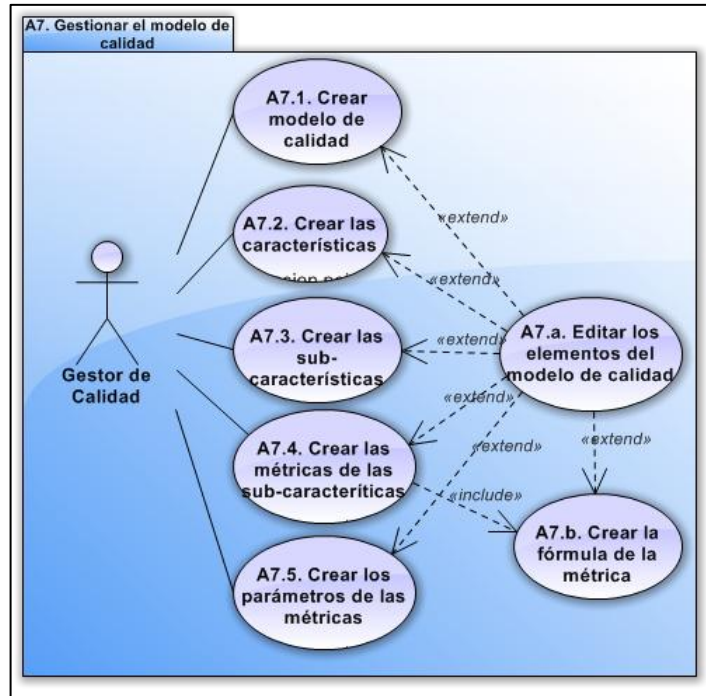 A7. Gestionar el modelo de
calidad
A7.1. Crear
modelo de
calidad
«extend»
A7.2. Crear las
características
«extend»
A7.3. Crear las
sub-
características
«extend»
A7.a. Editar los
elementos del
modelo de calidad
Gestor de
Calidad
«extend»
A7.4. Crear las
métricas de las
sub-caracteríticas
«extend»
«extend»
«include»
A7.b. Crear la
fórmula de la
métrica
A7.5. Crear los
parámetros de las
métricas